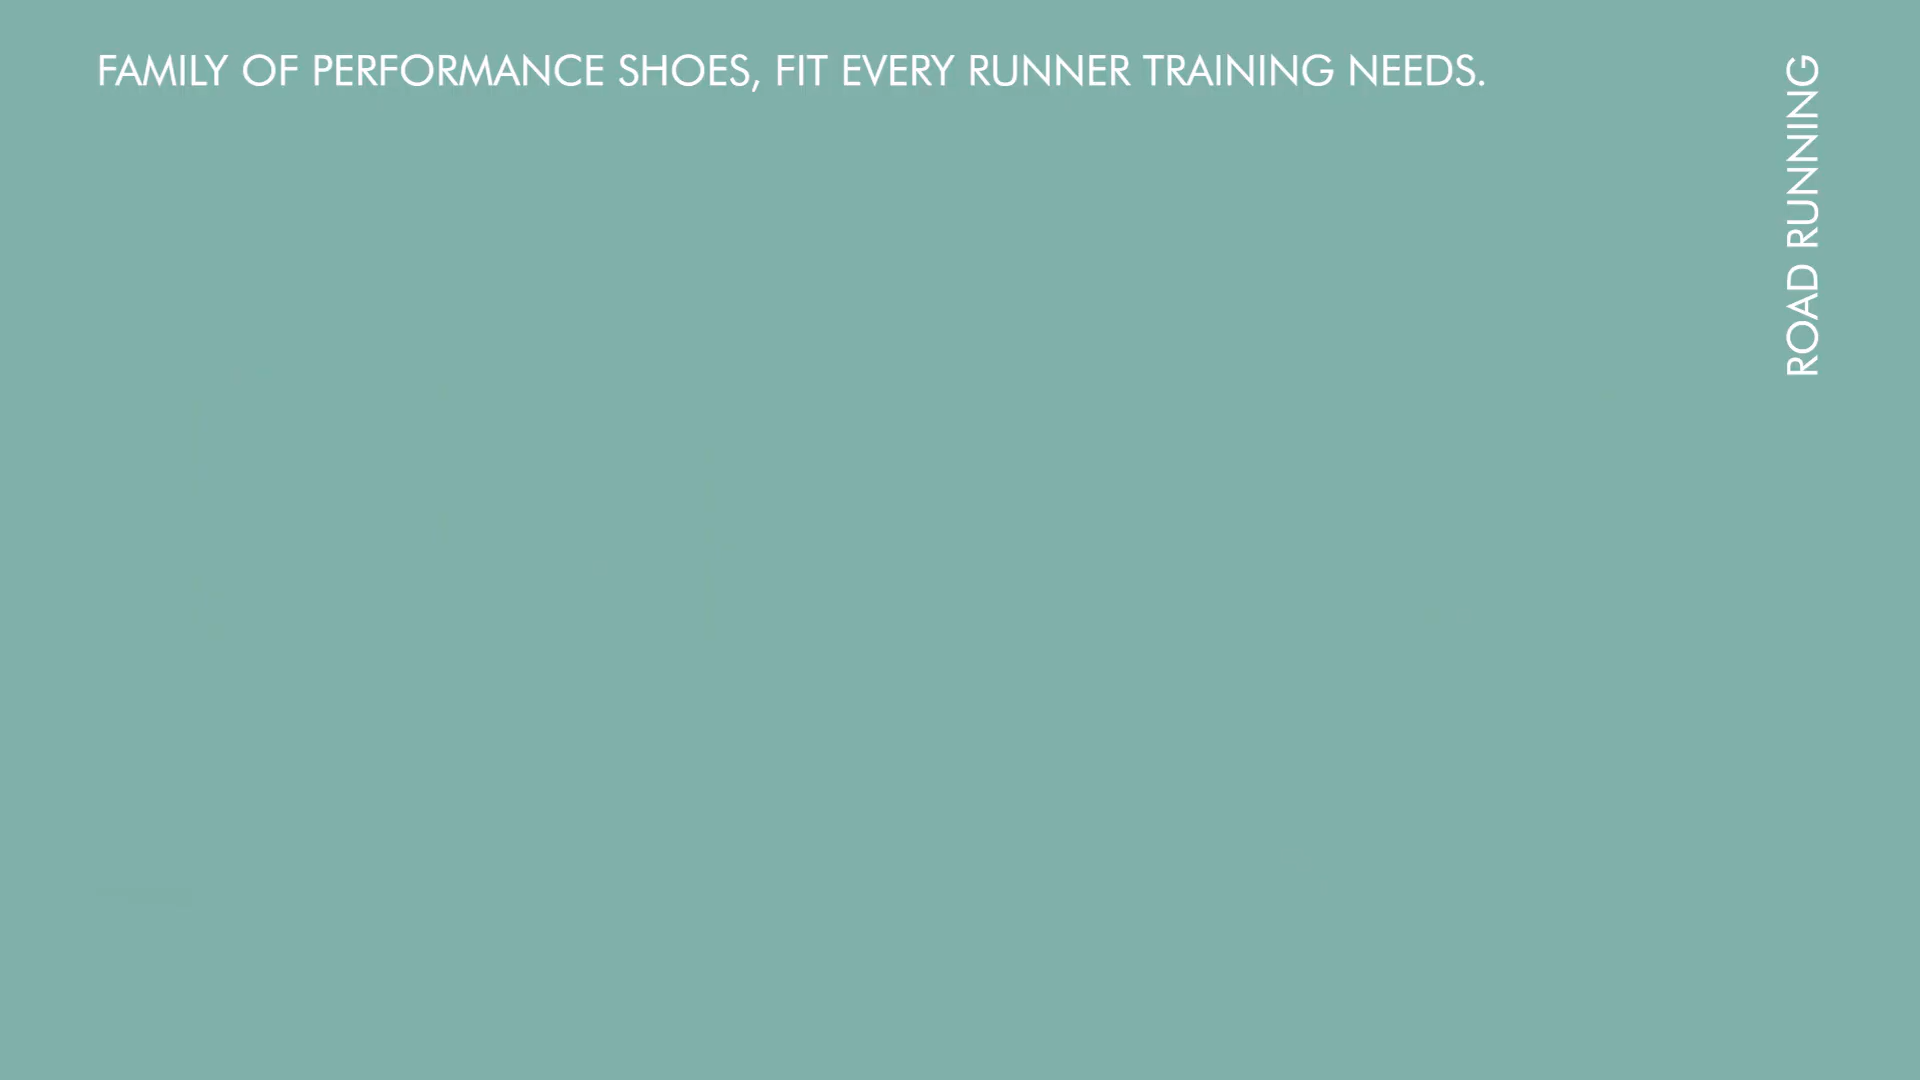 FAMILY OF PERFORMANCE SHOES, FIT EVERY RUNNER TRAINING NEEDS.
ROAD RUNNING